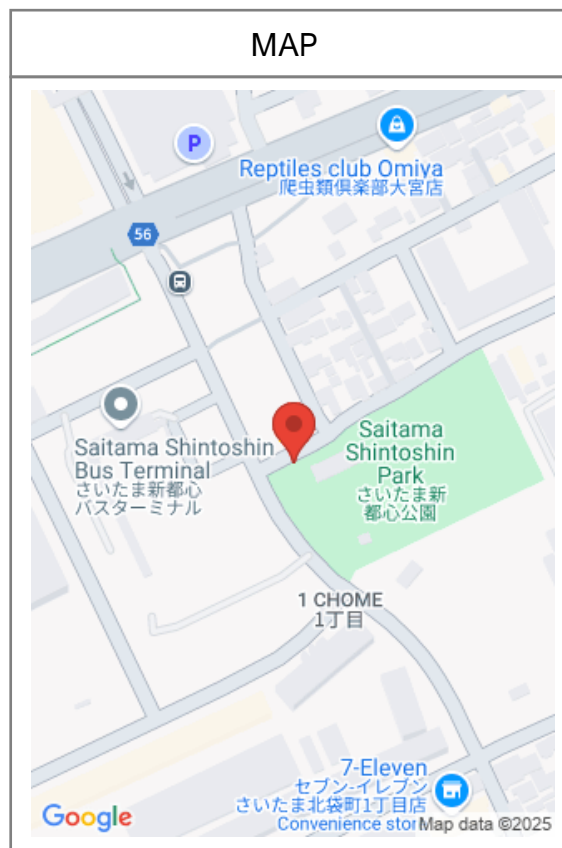 MAP
P
Reptiles club Omiya
爬虫類倶楽部大宮店
56
Saitama Shintoshin
Bus Terminal
さいたま新都心
バスターミナル
Saitama
Shintoshin
Park
さいたま新
都心公園
1 CHOME
1丁目
7-Eleven
セブン-イレブン
さいたま北袋町1丁目店
Convenience stor
Google
Map data ©2025